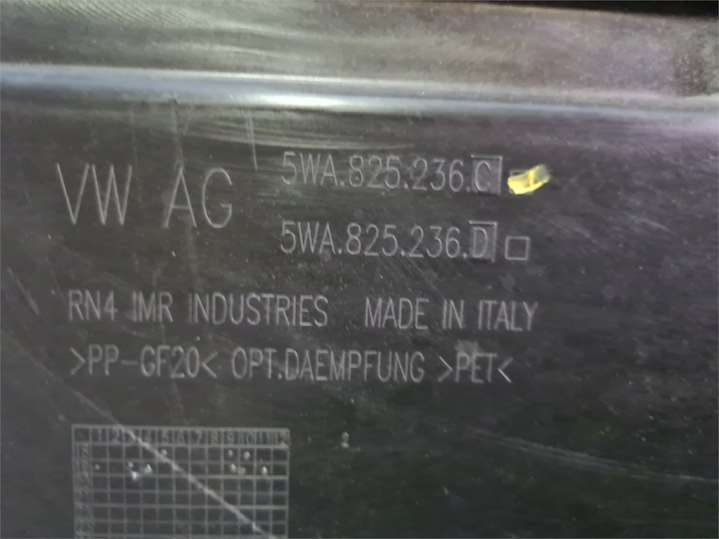 VW AG
5WA.825.236.C
5WA.825.236.D
RN4 IMR INDUSTRIES MADE IN ITALY
>PP-GF20< OPT.DAEMPFUNG >PET<